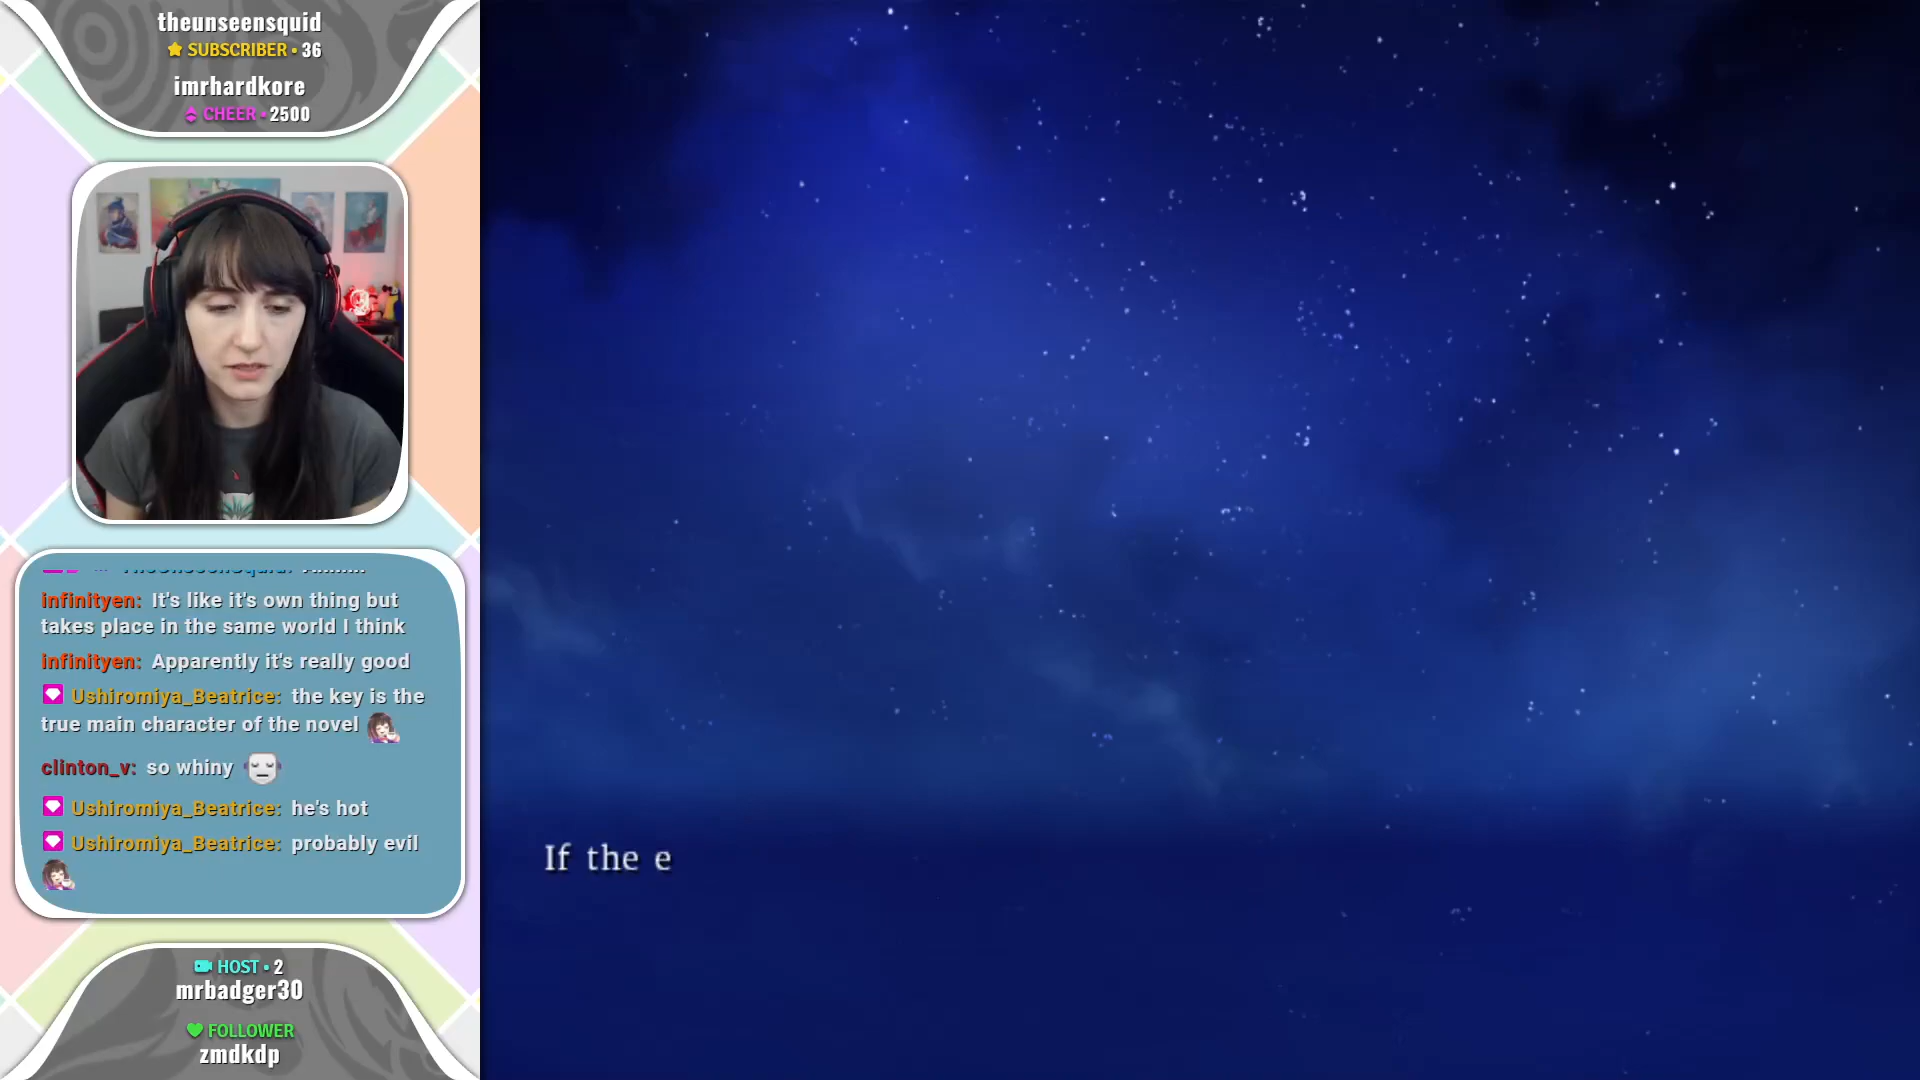 theunseensquid
SUBSCRIBER • 36
imrhardkore
CHEER • 2500
infinityen: It's like it's own thing but
takes place in the same world I think
infinityen: Apparently it's really good
Ushiromiya_Beatrice: the key is the
true main character of the novel
clinton_v: so whiny
Ushiromiya_Beatrice: he's hot
Ushiromiya_Beatrice: probably evil
HOST • 2
mrbadger30
FOLLOWER
zmdkdp
If the e